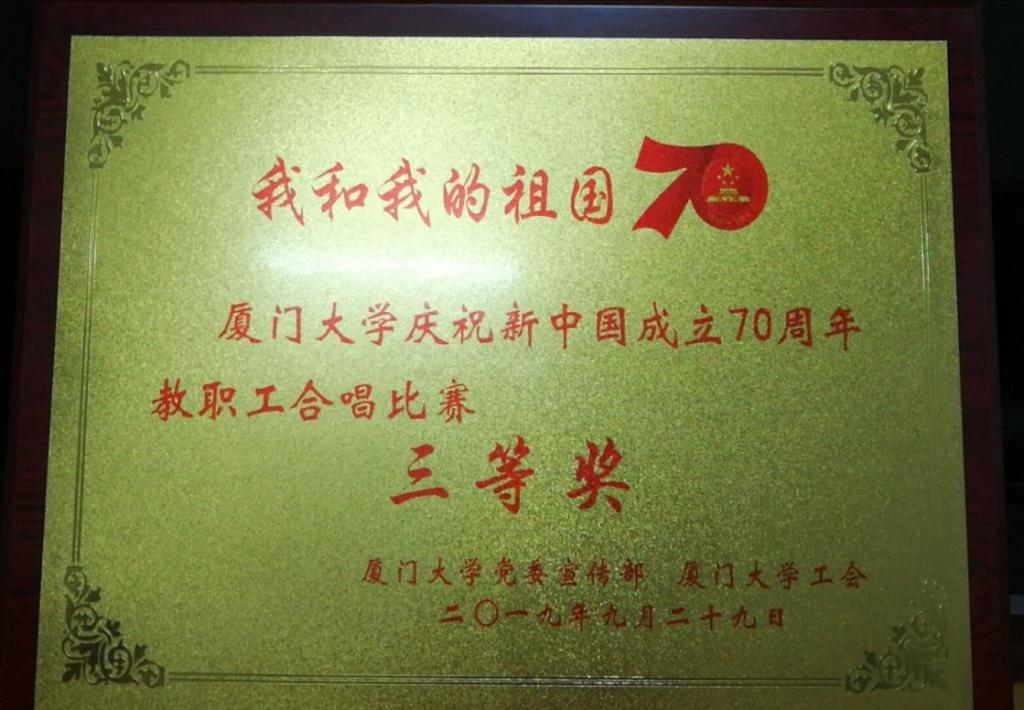 我和我的祖国 70
厦门大学庆祝新中国成立70周年
教职工合唱比赛
三等奖
厦门大学党委宣传部 厦门大学工会
二〇一九年九月二十九日